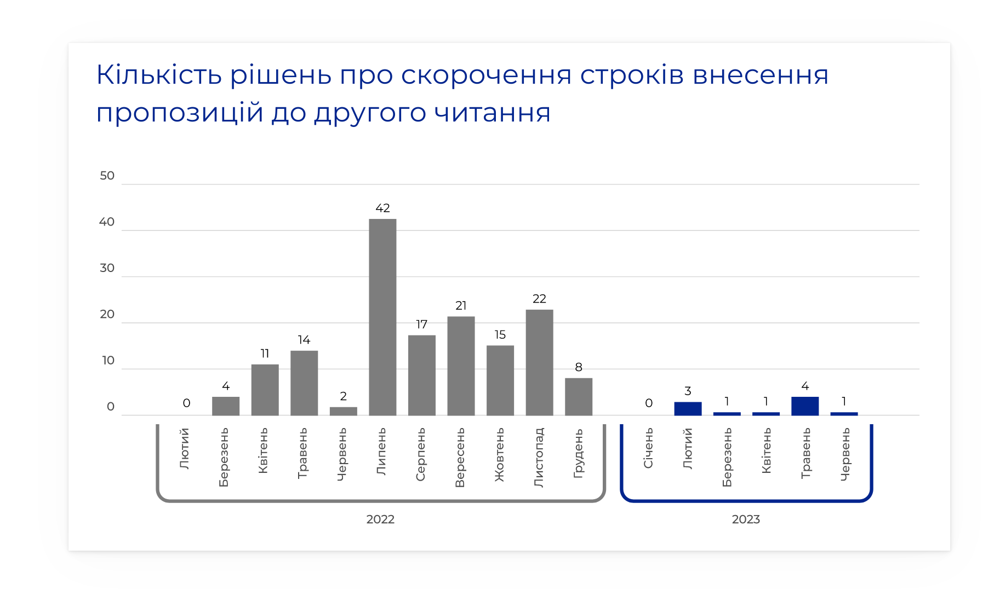 Кількість рішень про скорочення строків внесення
пропозицій до другого читання
50
40
30
20
10
0
0
4
11
14
2
42
17
21
15
22
8
0
3
1
1
4
1
Лютий
Березень
Квітень
Травень
Червень
Липень
Серпень
Вересень
Жовтень
Листопад
Грудень
Січень
Лютий
Березень
Квітень
Травень
Червень
2022
2023